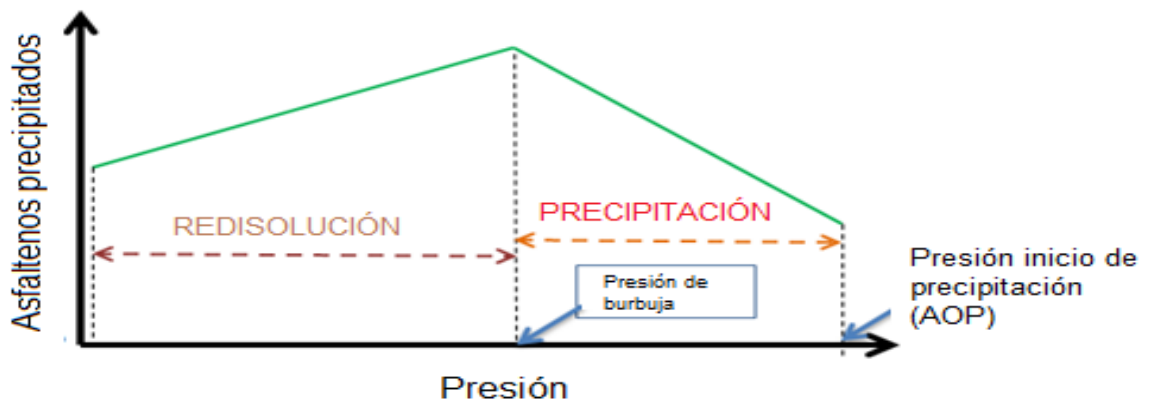 Asfaltenos precipitados
REDISOLUCIÓN
PRECIPITACIÓN
Presión de
burbuja
Presión inicio de
precipitación
(AOP)
Presión